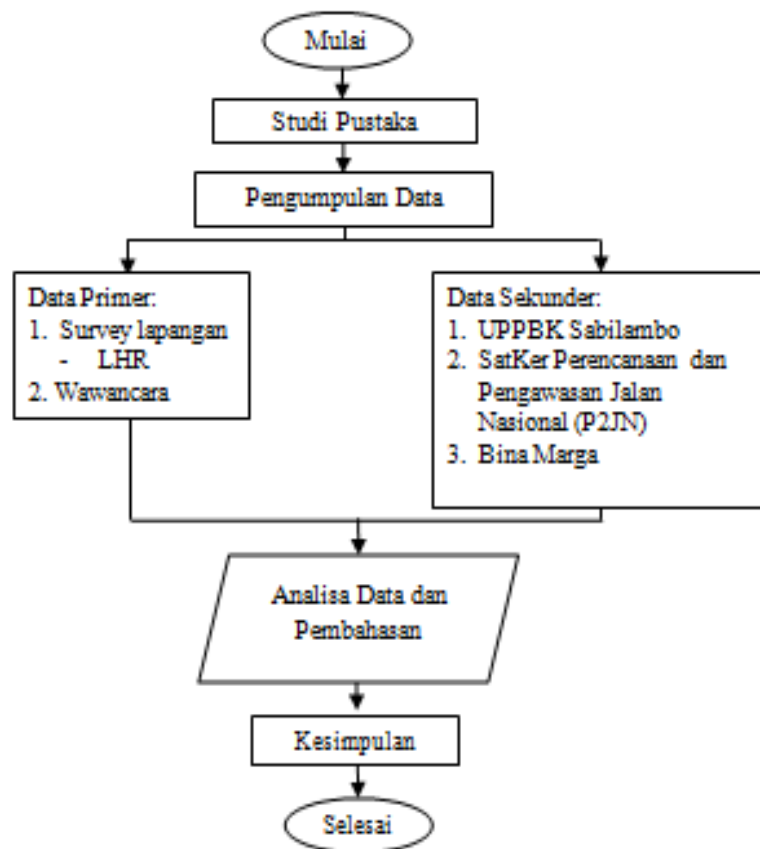 Mulai
Studi Pustaka
Pengumpulan Data
Data Primer:
1. Survey lapangan
- LHR
2. Wawancara
Data Sekunder:
1. UPPBK Sabilambo
2. SatKer Perencanaan dan
Pengawasan Jalan
Nasional (P2JN)
3. Bina Marga
Analisa Data dan
Pembahasan
Kesimpulan
Selesai